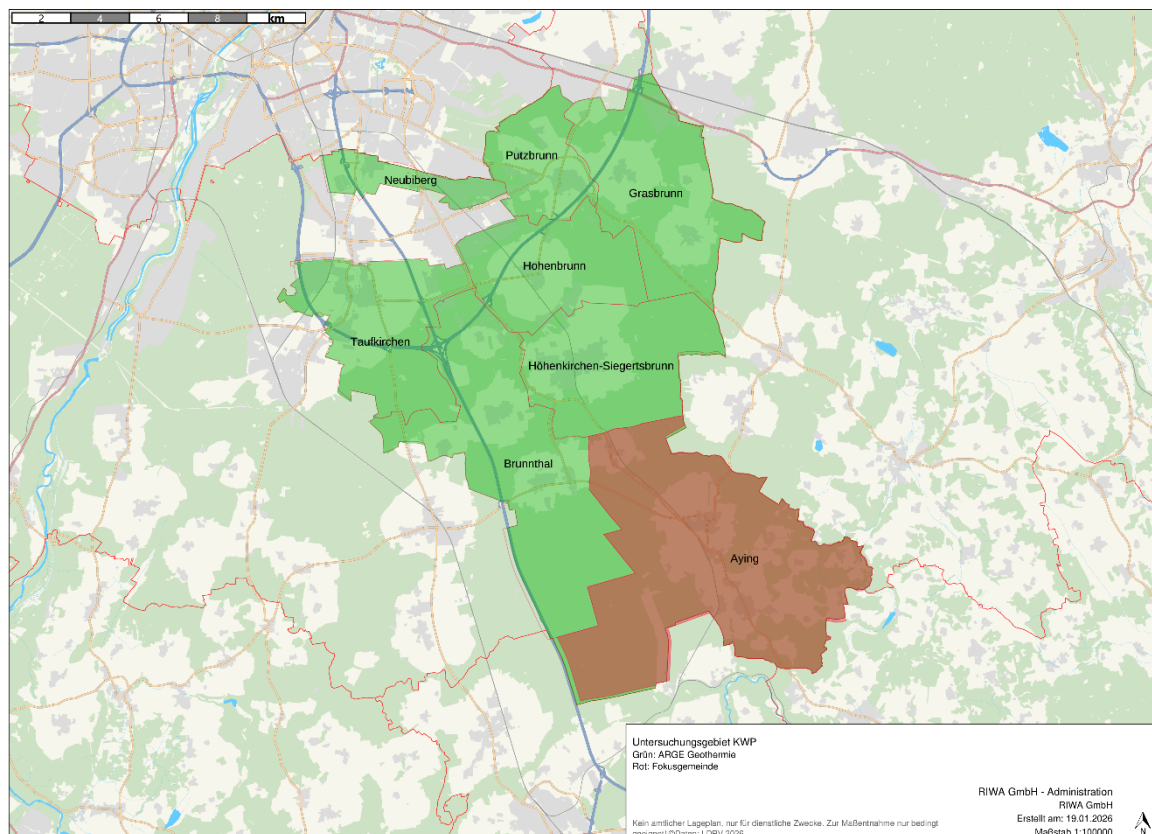 2 4 6 8 km
Putzbrunn
Neubiberg
Grasbrunn
Hohenbrunn
Taufkirchen
Höhenkirchen-Siegertsbrunn
Brunnthal
Aying
Untersuchungsgebiet KWP
Grün: ARGE Geothermie
Rot: Fokusgemeinde
RIWA GmbH - Administration
RIWA GmbH
Erstellt am: 19.01.2026
Maßstab 1:100000
Kein amtlicher Lageplan, nur für dienstliche Zwecke. Zur Maßentnahme nur bedingt
N